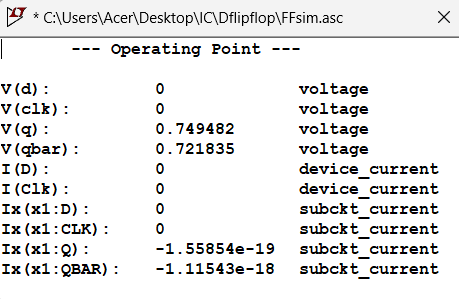 * C:\Users\Acer\Desktop\IC\Dflipflop\FFsim.asc
--- Operating Point ---
V(d): 0 voltage
V(clk): 0 voltage
V(q): 0.749482 voltage
V(qbar): 0.721835 voltage
I(D): 0 device_current
I(Clk): 0 device_current
Ix(x1:D): 0 subckt_current
Ix(x1:CLK): 0 subckt_current
Ix(x1:Q): -1.55854e-19 subckt_current
Ix(x1:QBAR): -1.11543e-18 subckt_current